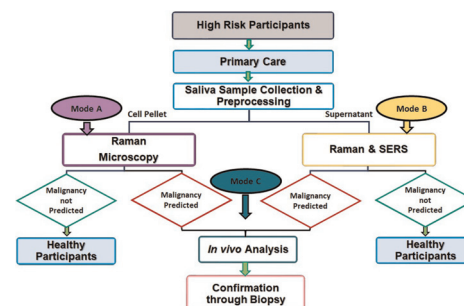 High Risk Participants
Primary Care
Saliva Sample Collection &
Preprocessing
Mode A
Mode B
Cell Pellet
Supernatant
Raman
Microscopy
Raman & SERS
Mode C
Malignancy
not
Predicted
Malignancy
Predicted
Malignancy
Predicted
Malignancy
not
Predicted
Healthy
Participants
In vivo Analysis
Healthy
Participants
Confirmation
through Biopsy